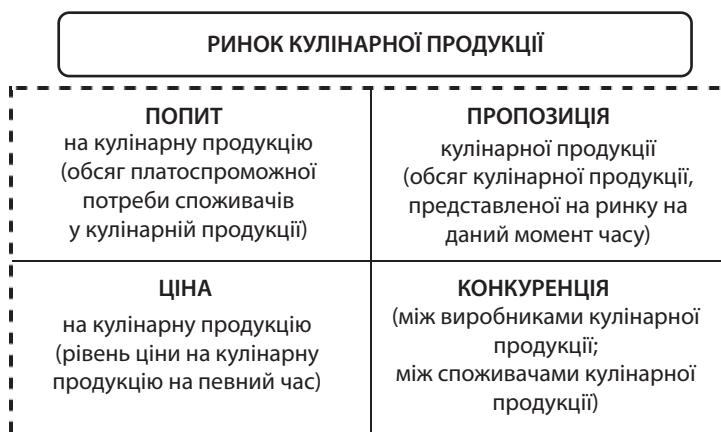 РИНОК КУЛІНАРНОЇ ПРОДУКЦІЇ
ПОПИТ
на кулінарну продукцію
(обсяг платоспроможної
потреби споживачів
у кулінарній продукції)
ПРОПОЗИЦІЯ
кулінарної продукції
(обсяг кулінарної продукції,
представленої на ринку на
даний момент часу)
ЦІНА
на кулінарну продукцію
(рівень ціни на кулінарну
продукцію на певний час)
КОНКУРЕНЦІЯ
(між виробниками кулінарної
продукції;
між споживачами кулінарної
продукції)